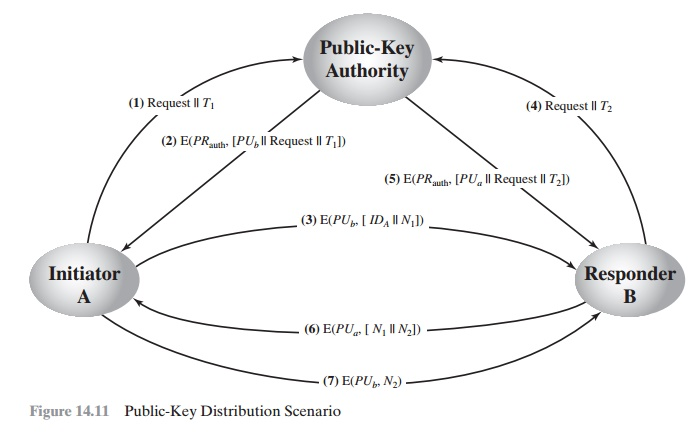 Public-Key
Authority
(1) Request || T₁
(4) Request || T₂
(2) E(PRauth, [PUb || Request || T₁])
(5) E(PRauth, [PUa || Request || T₂])
(3) E(PUb, [ IDA || N₁])
Initiator
A
Responder
B
(6) E(PUa, [ N₁ || N₂])
(7) E(PUb, N₂)
Figure 14.11 Public-Key Distribution Scenario